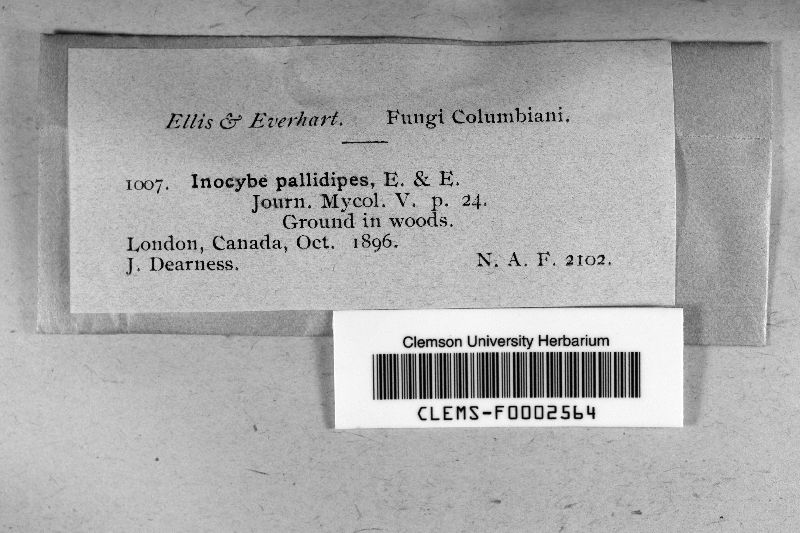 Ellis & Everhart. Fungi Columbiani.
1007. Inocybe pallidipes, E. & E.
Journ. Mycol. V. p. 24.
Ground in woods.
London, Canada, Oct. 1896.
J. Dearness. N. A. F. 2102.
Clemson University Herbarium
CLEMS-F0002564